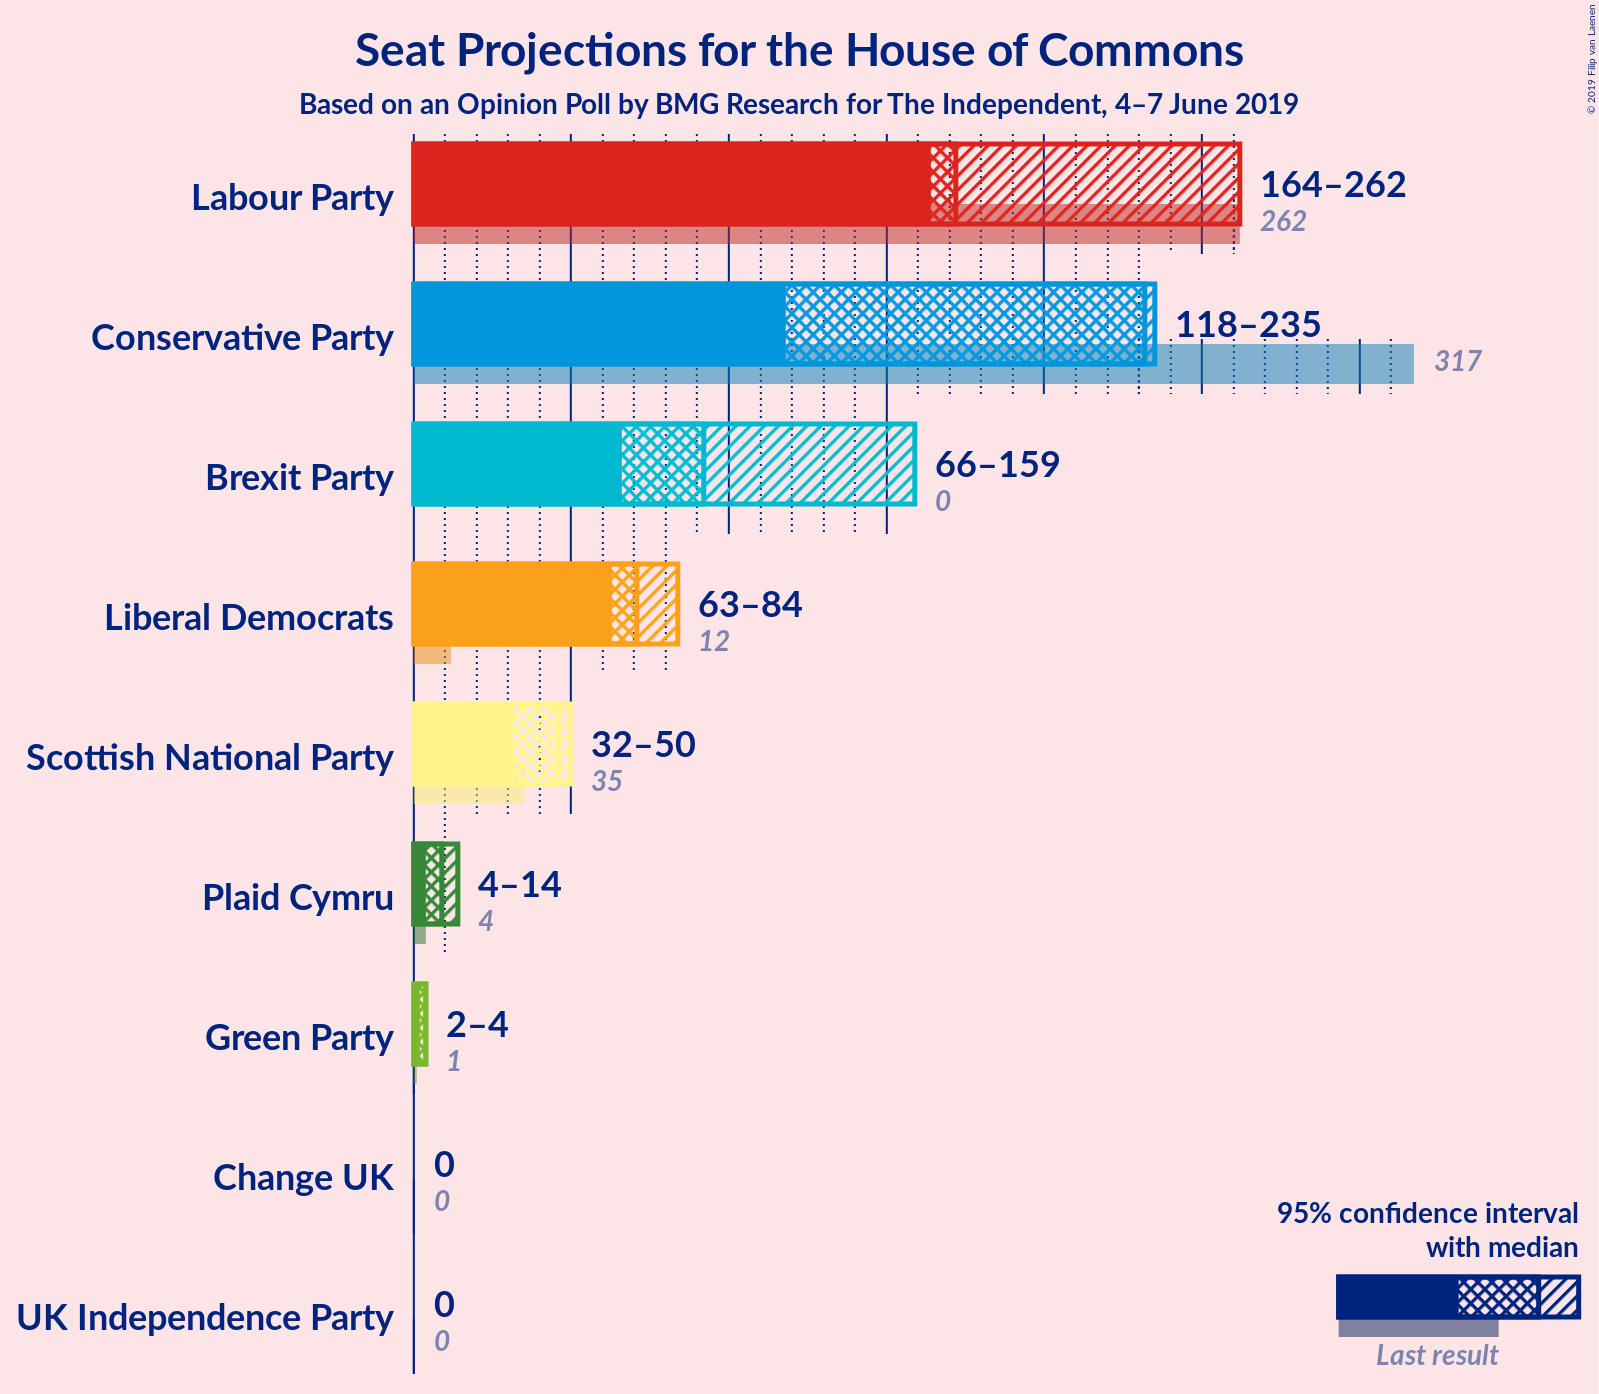 Seat Projections for the House of Commons
Based on an Opinion Poll by BMG Research for The Independent, 4–7 June 2019
© 2019 Filip van Laenen
Labour Party
164–262
262
Conservative Party
118–235
317
Brexit Party
66–159
0
Liberal Democrats
63–84
12
Scottish National Party
32–50
35
Plaid Cymru
4–14
4
Green Party
2–4
1
Change UK
0
0
UK Independence Party
0
0
95% confidence interval
with median
Last result